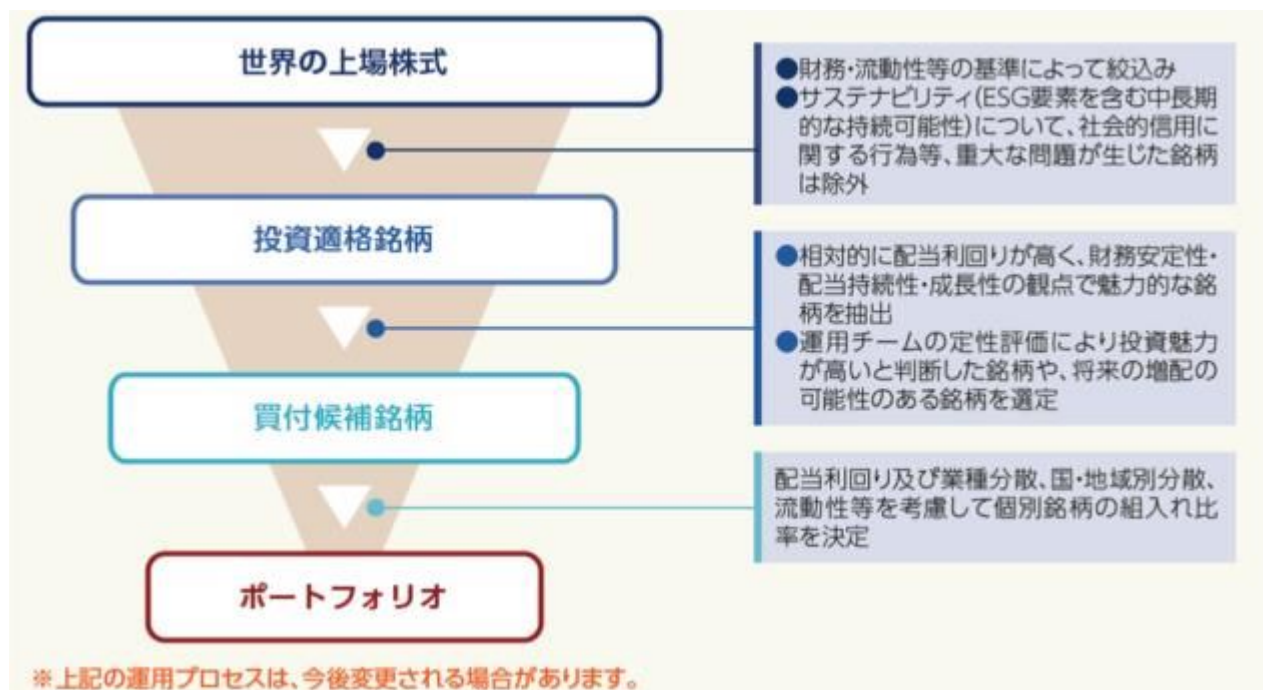 世界の上場株式
●財務・流動性等の基準によって絞込み
●サステナビリティ(ESG要素を含む中長期
的な持続可能性)について、社会的信用に
関する行為等、重大な問題が生じた銘柄
は除外
投資適格銘柄
●相対的に配当利回りが高く、財務安定性・
配当持続性・成長性の観点で魅力的な銘
柄を抽出
●運用チームの定性評価により投資魅力
が高いと判断した銘柄や、将来の増配の
可能性のある銘柄を選定
買付候補銘柄
配当利回り及び業種分散、国・地域別分散、
流動性等を考慮して個別銘柄の組入れ比
率を決定
ポートフォリオ
※上記の運用プロセスは、今後変更される場合があります。